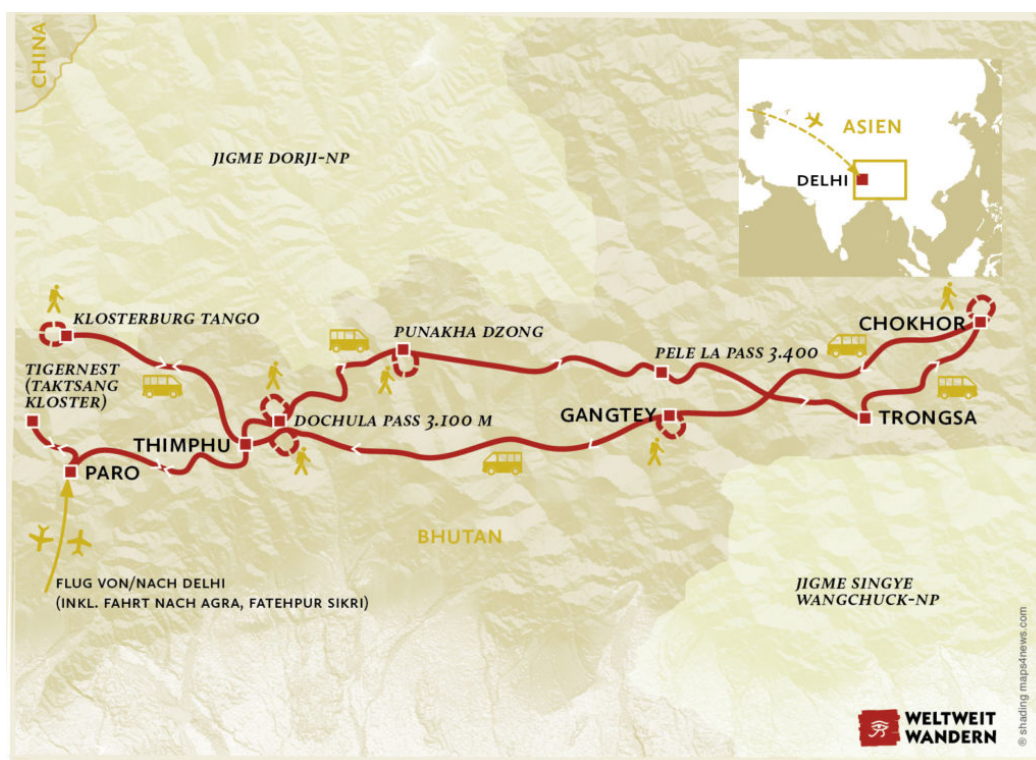 CHINA
JIGME DORJI-NP
ASIEN
DELHI
KLOSTERBURG TANGO
PUNAKHA DZONG
CHOKHOR
TIGERNEST
(TAKTSANG
KLOSTER)
PELE LA PASS 3.400
GANGTEY
TRONGSA
DOCHULA PASS 3.100 M
THIMPHU
PARO
BHUTAN
FLUG VON/NACH DELHI
(INKL. FAHRT NACH AGRA, FATEHPUR SIKRI)
JIGME SINGYE
WANGCHUCK-NP
® shading maps4news.com
WELTWEIT
WANDERN